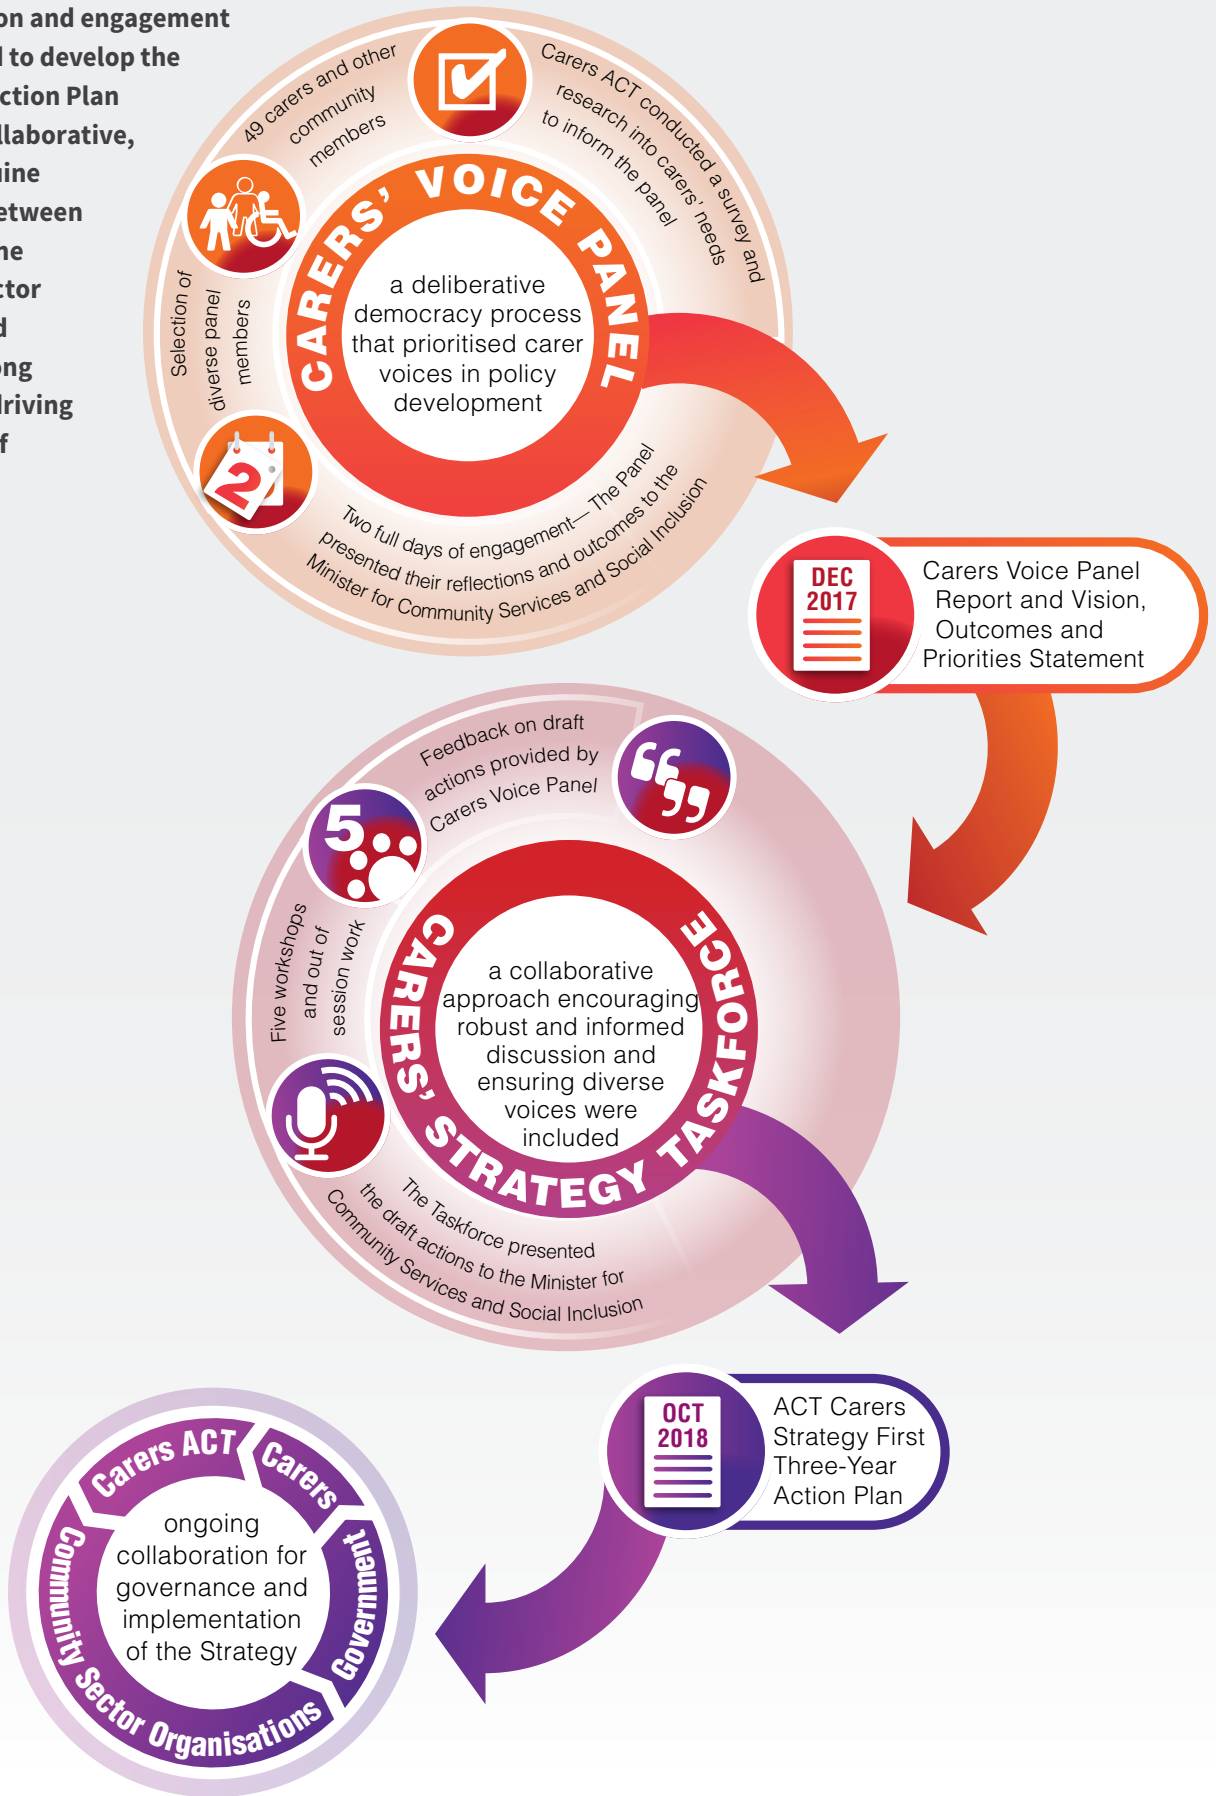 on and engagement
d to develop the
ction Plan
llaborative,
uine
etween
ne
ctor
d
ong
driving
f
CARERS' VOICE PANEL
a deliberative
democracy process
that prioritised carer
voices in policy
development
Carers ACT conducted a survey and
research into carers' needs
to inform the panel
49 carers and other
community
members
Selection of
diverse panel
members
2
Two full days of engagement— The Panel
presented their reflections and outcomes to the
Minister for Community Services and Social Inclusion
DEC
2017
Carers Voice Panel
Report and Vision,
Outcomes and
Priorities Statement
CARERS' STRATEGY TASKFORCE
a collaborative
approach encouraging
robust and informed
discussion and
ensuring diverse
voices were
included
Feedback on draft
actions provided by
Carers Voice Panel
5
Five workshops
and out of
session work
The Taskforce presented
the draft actions to the Minister for
Community Services and Social Inclusion
OCT
2018
ACT Carers
Strategy First
Three-Year
Action Plan
Carers ACT
Carers
Government
Community Sector Organisations
ongoing
collaboration for
governance and
implementation
of the Strategy